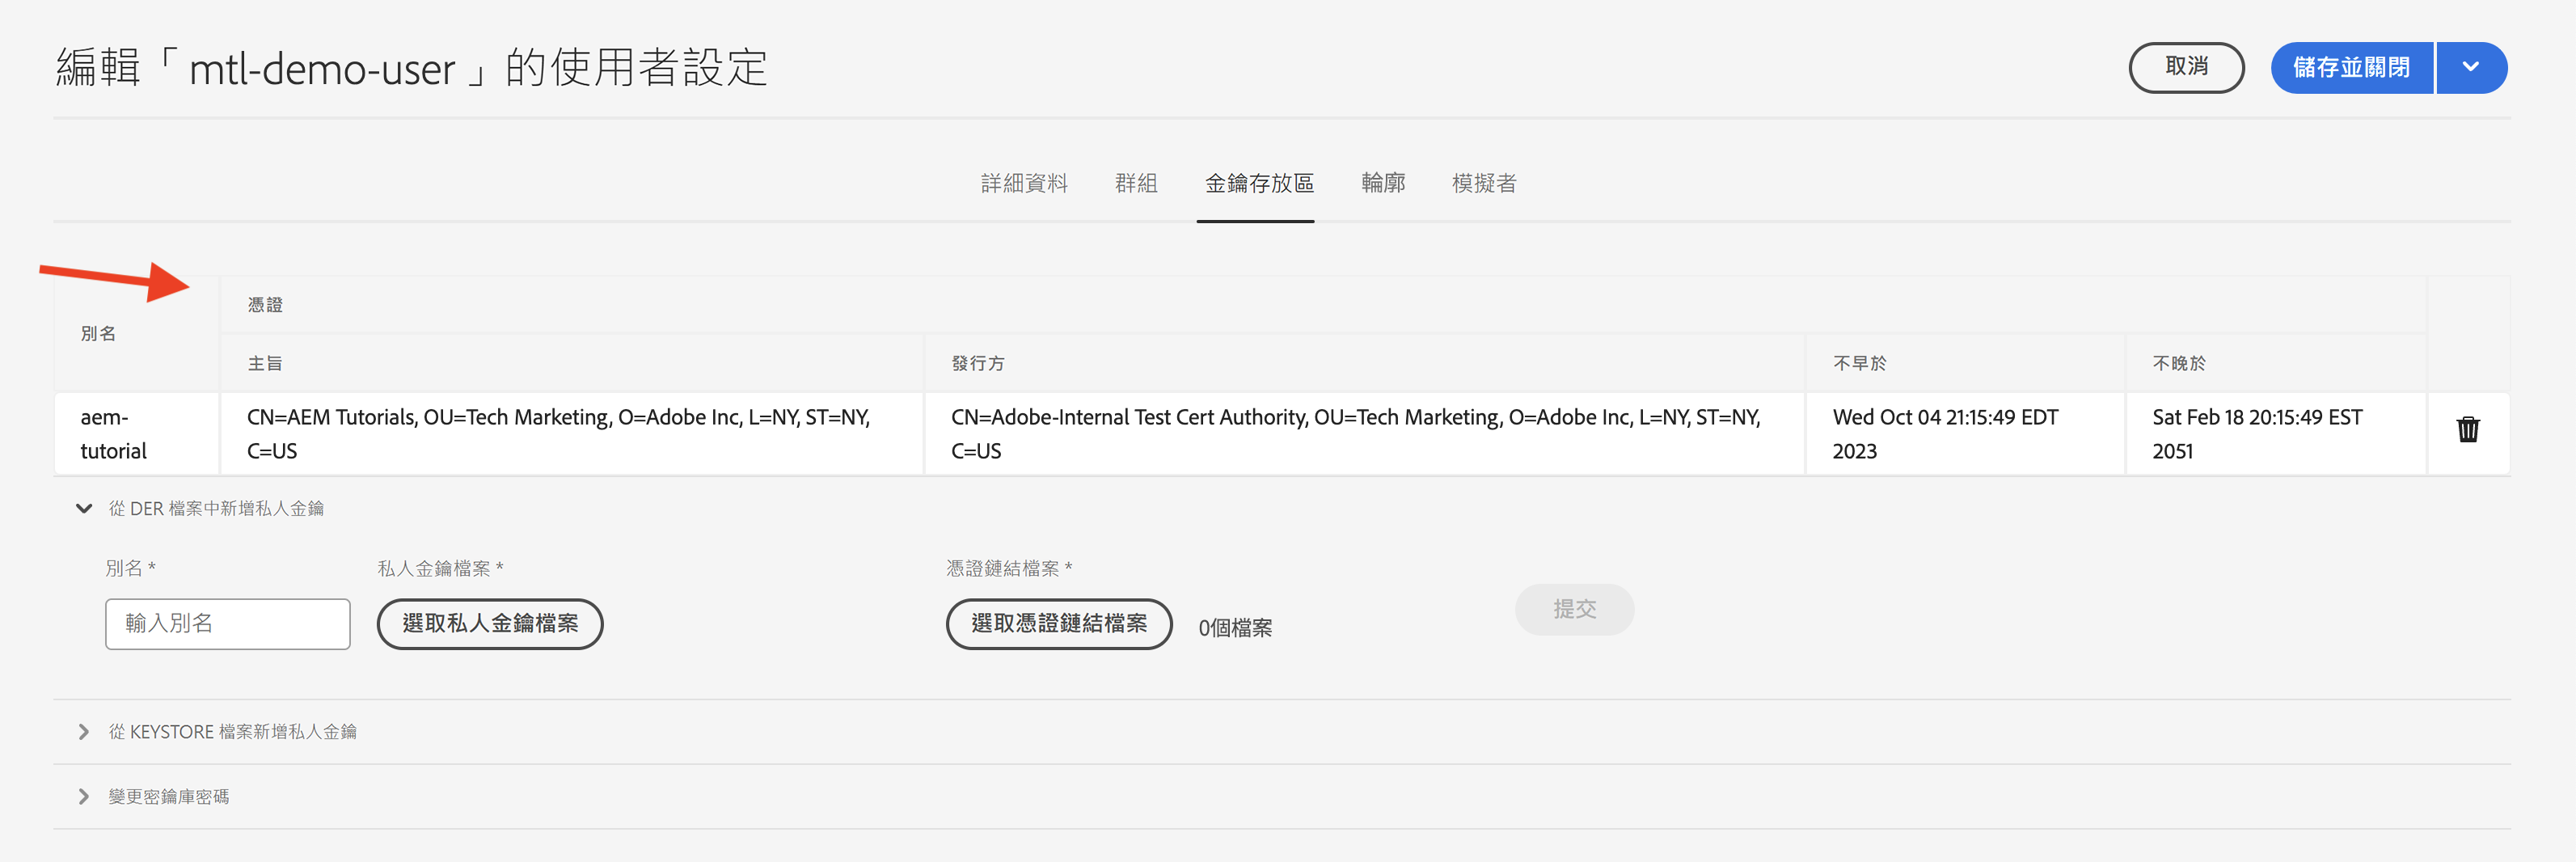 編輯「mtl-demo-user」的使用者設定
取消
儲存並關閉
詳細資料 群組 金鑰存放區 輪廓 模擬者
別名
憑證
主旨 發行方 不早於 不晚於
aem-
tutorial
CN=AEM Tutorials, OU=Tech Marketing, O=Adobe Inc, L=NY, ST=NY,
C=US
CN=Adobe-Internal Test Cert Authority, OU=Tech Marketing, O=Adobe Inc, L=NY, ST=NY,
C=US
Wed Oct 04 21:15:49 EDT
2023
Sat Feb 18 20:15:49 EST
2051
從 DER 檔案中新增私人金鑰
別名 *
輸入別名
私人金鑰檔案 *
選取私人金鑰檔案
憑證鏈結檔案 *
選取憑證鏈結檔案
0個檔案
提交
從 KEYSTORE 檔案新增私人金鑰
變更密鑰庫密碼